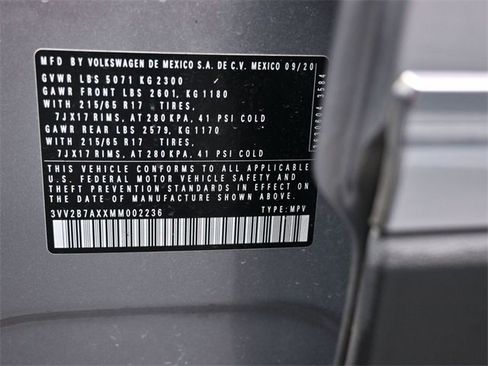 MFD BY VOLKSWAGEN DE MEXICO S.A. DE C.V. MEXICO 09/20
GVWR LBS 5071 KG 2300
GAWR FRONT LBS 2601, KG 1180
WITH 215/65 R17 TIRES,
7JX17 RIMS, AT 280 KPA, 41 PSI COLD
GAWR REAR LBS 2579, KG 1170
WITH 215/65 R17 TIRES,
7JX17 RIMS, AT 280 KPA, 41 PSI COLD
THIS VEHICLE CONFORMS TO ALL APPLICABLE
U.S. FEDERAL MOTOR VEHICLE SAFETY
AND THEFT PREVENTION STANDARDS IN EFFECT ON
THE DATE OF MANUFACTURE SHOWN ABOVE.
3VV2B7AXXMM002236 TYPE: MPV